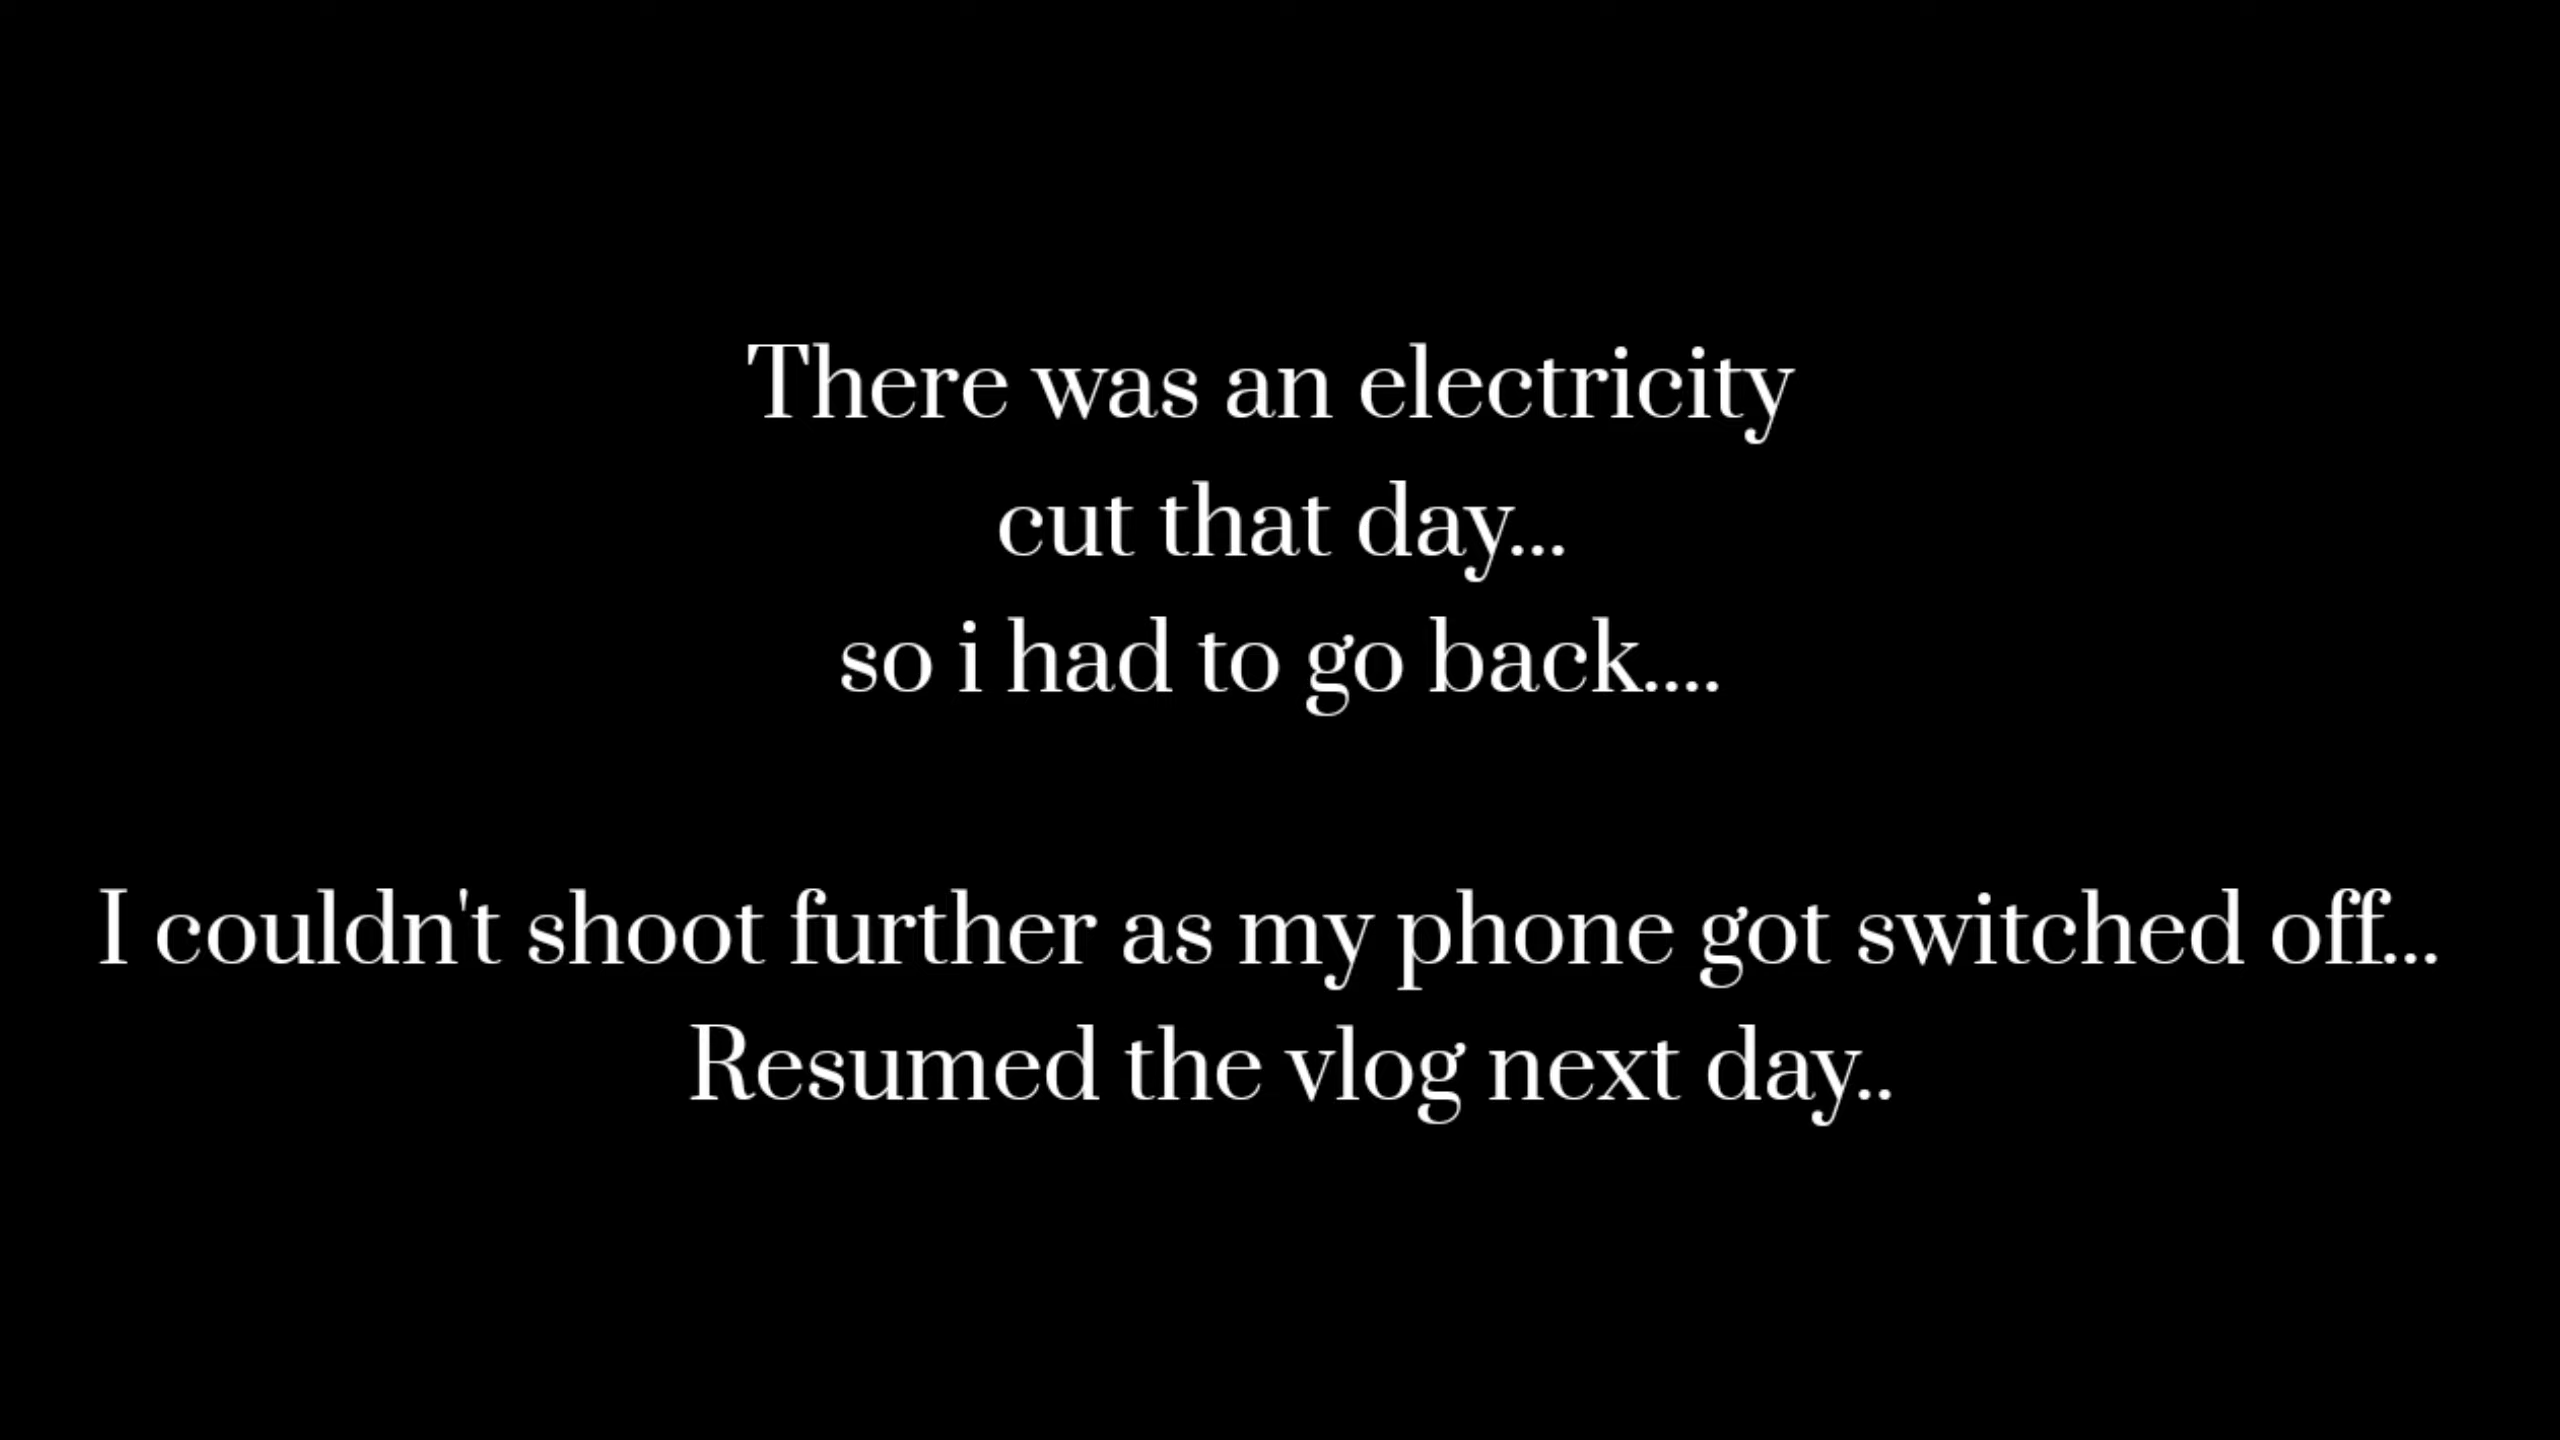 There was an electricity
cut that day...
so i had to go back....
I couldn't shoot further as my phone got switched off...
Resumed the vlog next day..